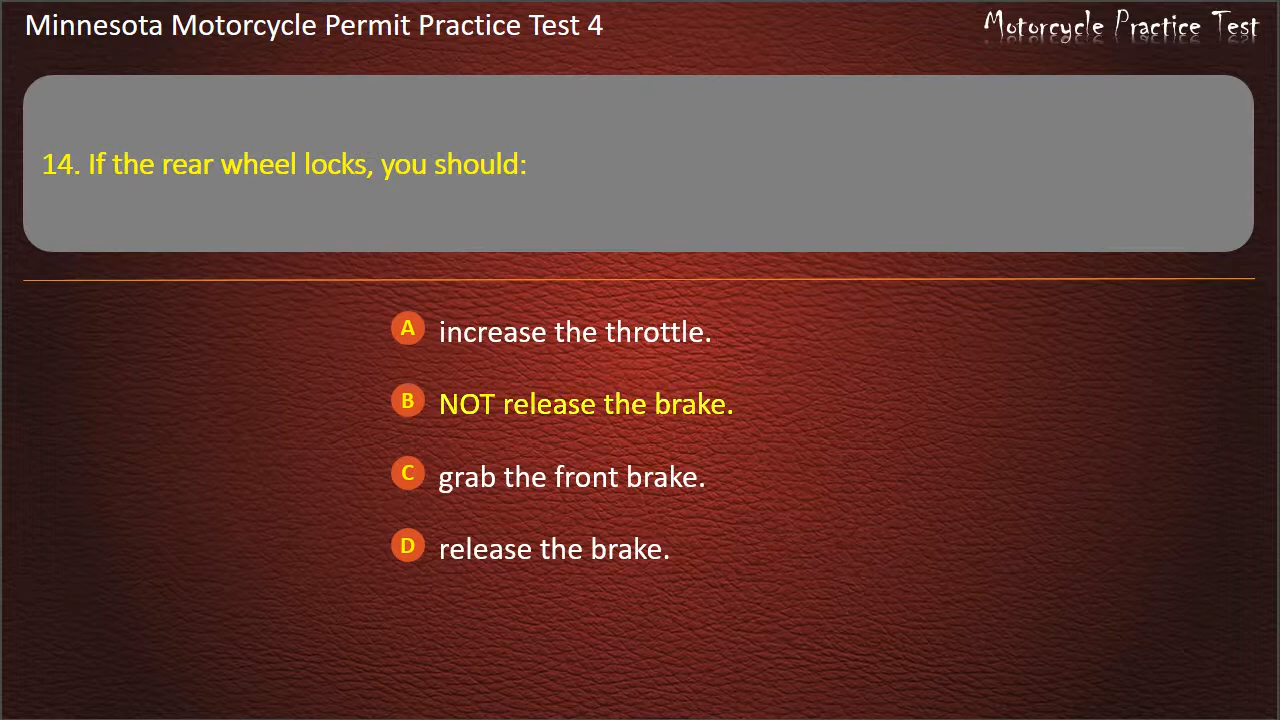 Minnesota Motorcycle Permit Practice Test 4
Motorcycle Practice Test
14. If the rear wheel locks, you should:
A increase the throttle.
B NOT release the brake.
C grab the front brake.
D release the brake.